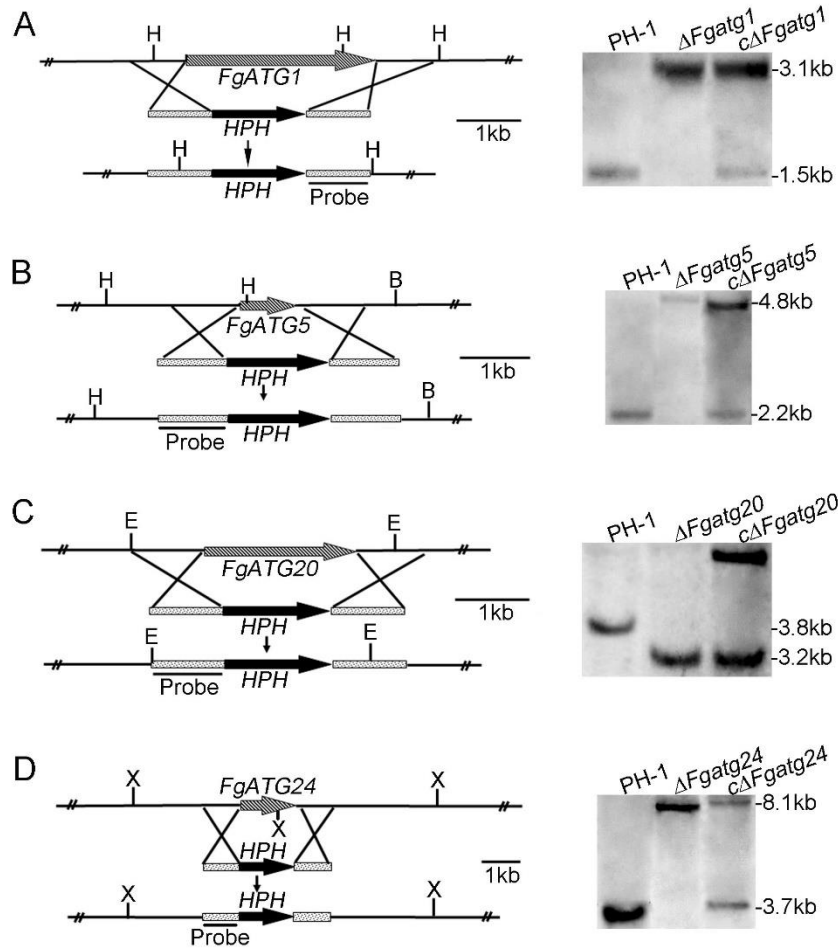 A
H H H
FgATG1
HPH
1kb
H H
HPH Probe
PH-1 ΔFgatg1 cΔFgatg1
-3.1kb
-1.5kb
B
H H B
FgATG5
HPH
1kb
H B
Probe HPH
PH-1 ΔFgatg5 cΔFgatg5
-4.8kb
-2.2kb
C
E E
FgATG20
HPH
1kb
E E
Probe HPH
PH-1 ΔFgatg20 cΔFgatg20
-3.8kb
-3.2kb
D
X FgATG24 X
X
HPH
1kb
X HPH X
Probe
PH-1 ΔFgatg24 cΔFgatg24
-8.1kb
-3.7kb